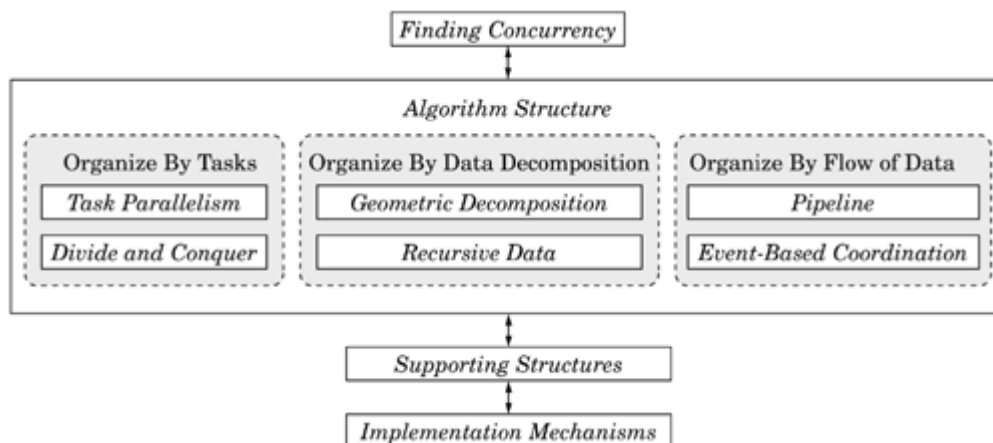 Finding Concurrency
Algorithm Structure
Organize By Tasks
Task Parallelism
Divide and Conquer
Organize By Data Decomposition
Geometric Decomposition
Recursive Data
Organize By Flow of Data
Pipeline
Event-Based Coordination
Supporting Structures
Implementation Mechanisms